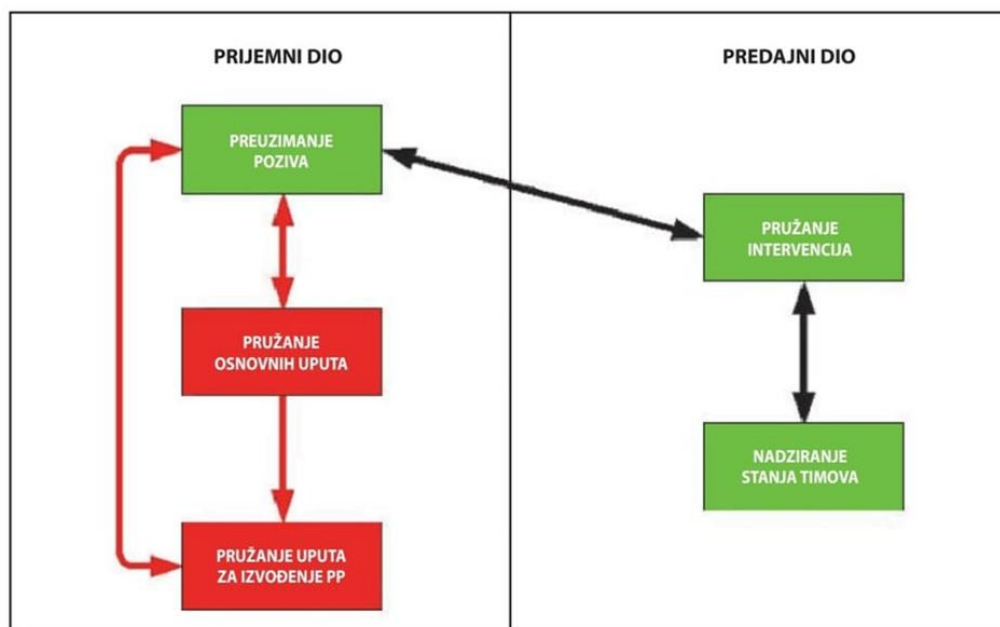 PRIJEMNI DIO
PREUZIMANJE
POZIVA
PRUŽANJE
OSNOVNIH UPUTA
PRUŽANJE UPUTA
ZA IZVOĐENJE PP
PREDAJNI DIO
PRUŽANJE
INTERVENCIJA
NADZIRANJE
STANJA TIMOVA